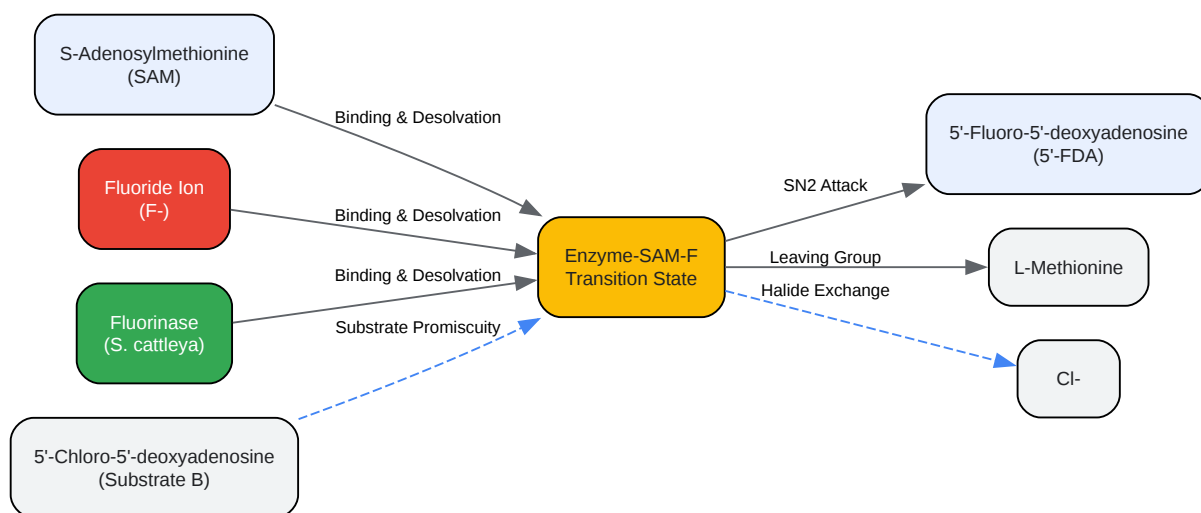 S-Adenosylmethionine
(SAM)
Binding & Desolvation
5'-Fluoro-5'-deoxyadenosine
(5'-FDA)
Fluoride Ion
(F-)
Binding & Desolvation
SN2 Attack
Enzyme-SAM-F
Transition State
Leaving Group
L-Methionine
Binding & Desolvation
Halide Exchange
Fluorinase
(S. cattleya)
Substrate Promiscuity
Cl-
5'-Chloro-5'-deoxyadenosine
(Substrate B)